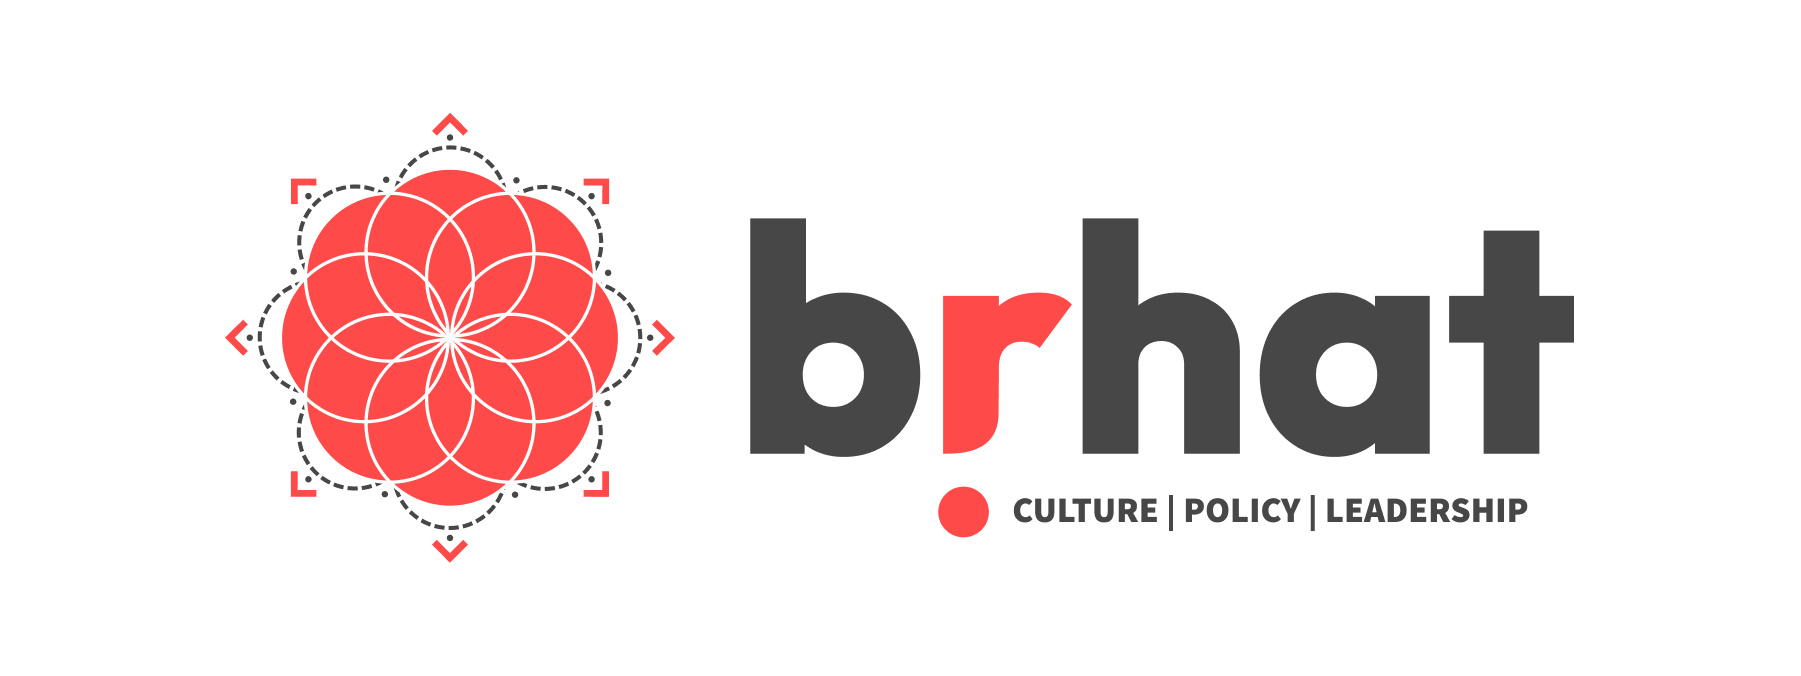 brhat
CULTURE | POLICY | LEADERSHIP